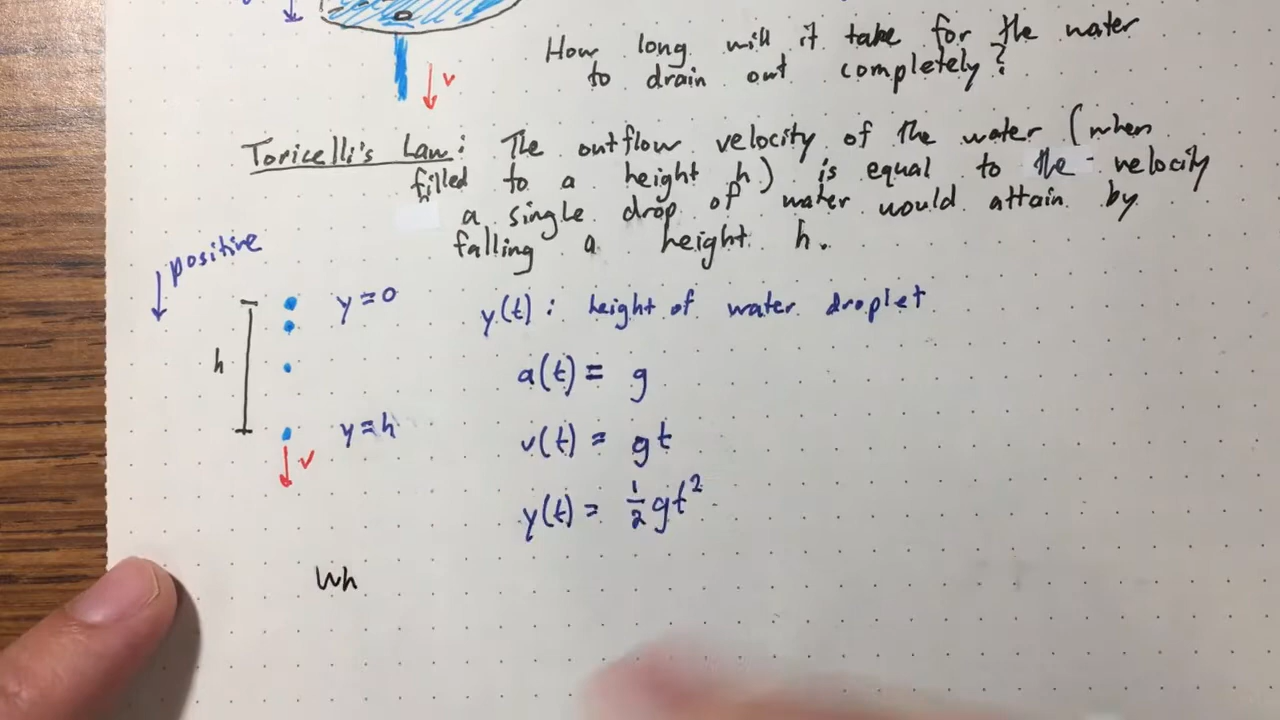 How long will it take for the water
to drain out completely?
v
Toricelli's Law: The outflow velocity of the water (when
filled to a height h) is equal to the velocity
a single drop of water would attain by
falling a height h.
positive
y=0
y(t): height of water droplet
h
a(t) = g
y=h
v(t) = gt
v
y(t) = 1/2 gt²
Wh